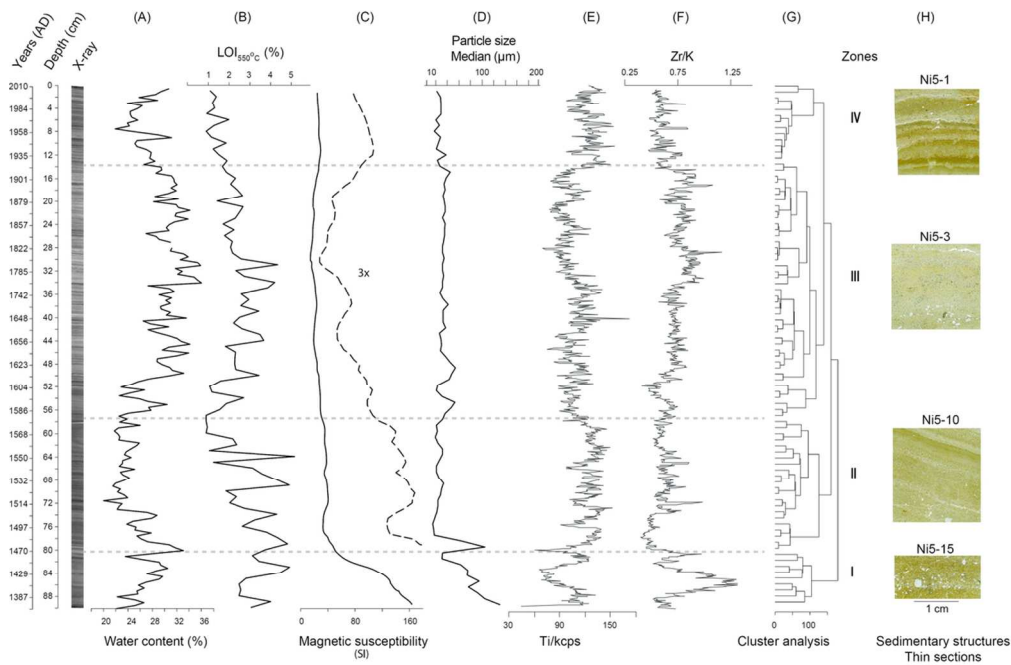 (A) (B) (C) (D) (E) (F) (G) (H)
Years (AD)
Depth (cm)
X-ray
LOI550°C (%)
1 2 3 4 5
Particle size
Median (µm)
10 100 200
Zr/K
0.25 0.75 1.25
Zones
Ni5-1
2010 0
1984 4
1958 8
1935 12
1901 16
1879 20
1857 24
1822 28
1785 32
1742 36
1648 40
1656 44
1623 48
1604 52
1586 56
1568 60
1550 64
1532 68
1514 72
1497 76
1470 80
1429 84
1387 88
3x
IV
III
II
I
Ni5-3
Ni5-10
Ni5-15
1 cm
20 24 28 32 36
Water content (%)
0 80 160
Magnetic susceptibility
(SI)
30 90 150
Ti/kcps
0 100
Cluster analysis
Sedimentary structures
Thin sections